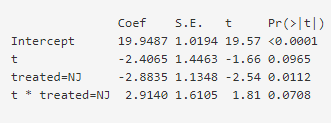 Coef S.E. t Pr(>|t|)
Intercept 19.9487 1.0194 19.57 <0.0001
t -2.4065 1.4463 -1.66 0.0965
treated=NJ -2.8835 1.1348 -2.54 0.0112
t * treated=NJ 2.9140 1.6105 1.81 0.0708